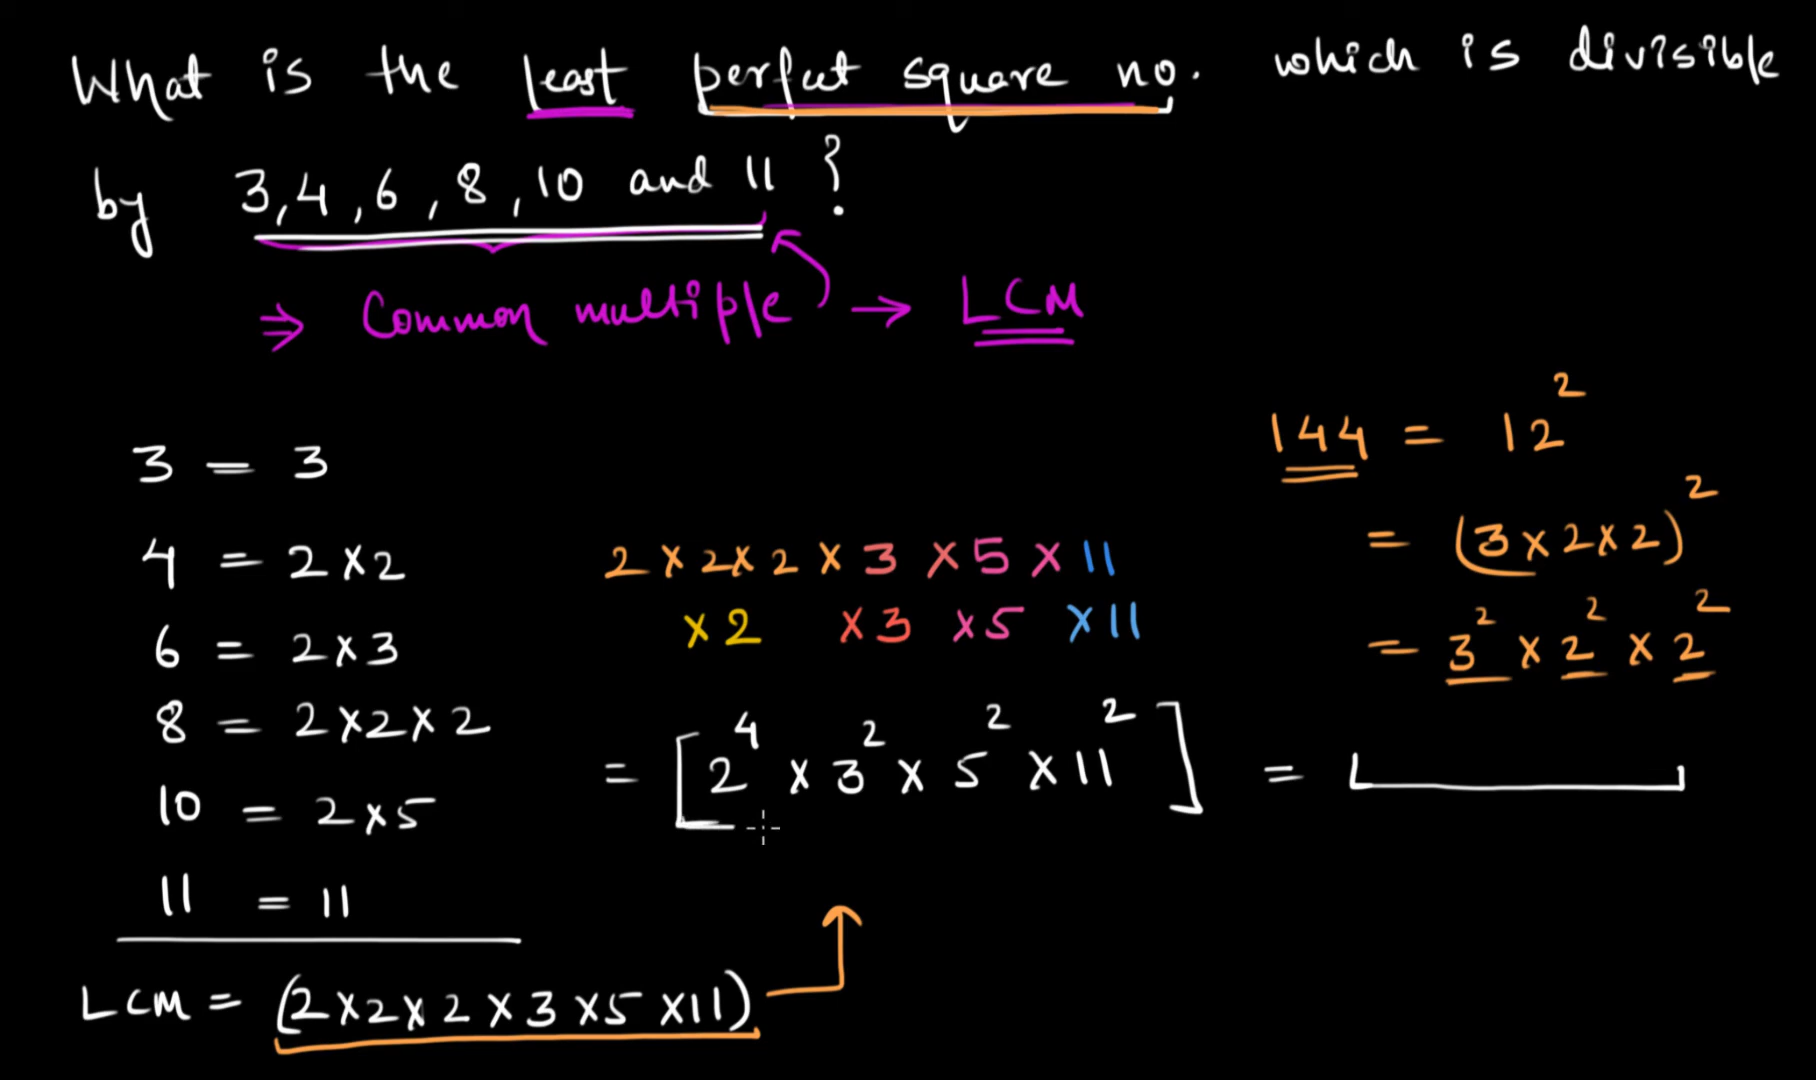 What is the least perfect square no. which is divisible
by 3,4,6,8,10 and 11 ?
⇒ Common multiple → LCM
3 = 3
4 = 2×2
6 = 2×3
8 = 2×2×2
10 = 2×5
11 = 11
LCM = (2×2×2×3×5×11)
2×2×2×3×5×11
×2 ×3 ×5 ×11
= [2⁴×3²×5²×11²] =
144 = 12²
= (3×2×2)²
= 3²×2²×2²